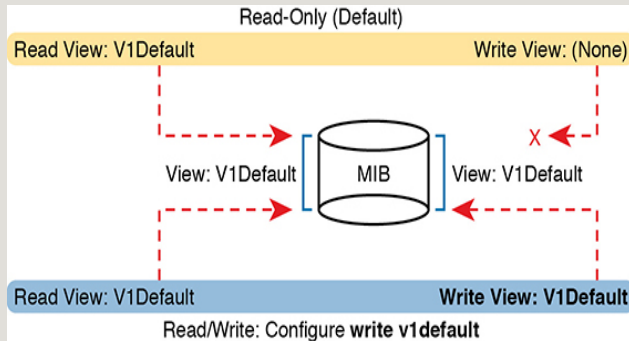 Read-Only (Default)
Read View: V1Default Write View: (None)
X
View: V1Default MIB View: V1Default
Read View: V1Default Write View: V1Default
Read/Write: Configure write v1default